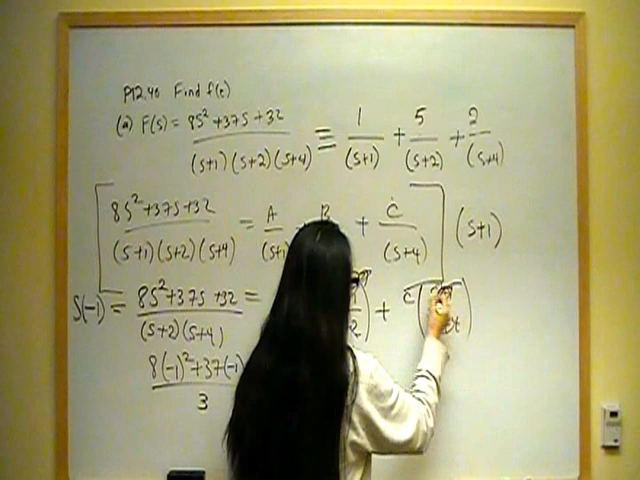 P12.40 Find f(t)
(a) F(s) = 8s² + 37s + 32 / (s+1)(s+2)(s+4) = 1/(s+1) + 5/(s+2) + 2/(s+4)
[ 8s² + 37s + 32 / (s+1)(s+2)(s+4) = A/(s+1) B + C/(s+4) ] (s+1)
s(-1) = 8s² + 37s + 32 / (s+2)(s+4) = + C(
8(-1)² + 37(-1) / 3